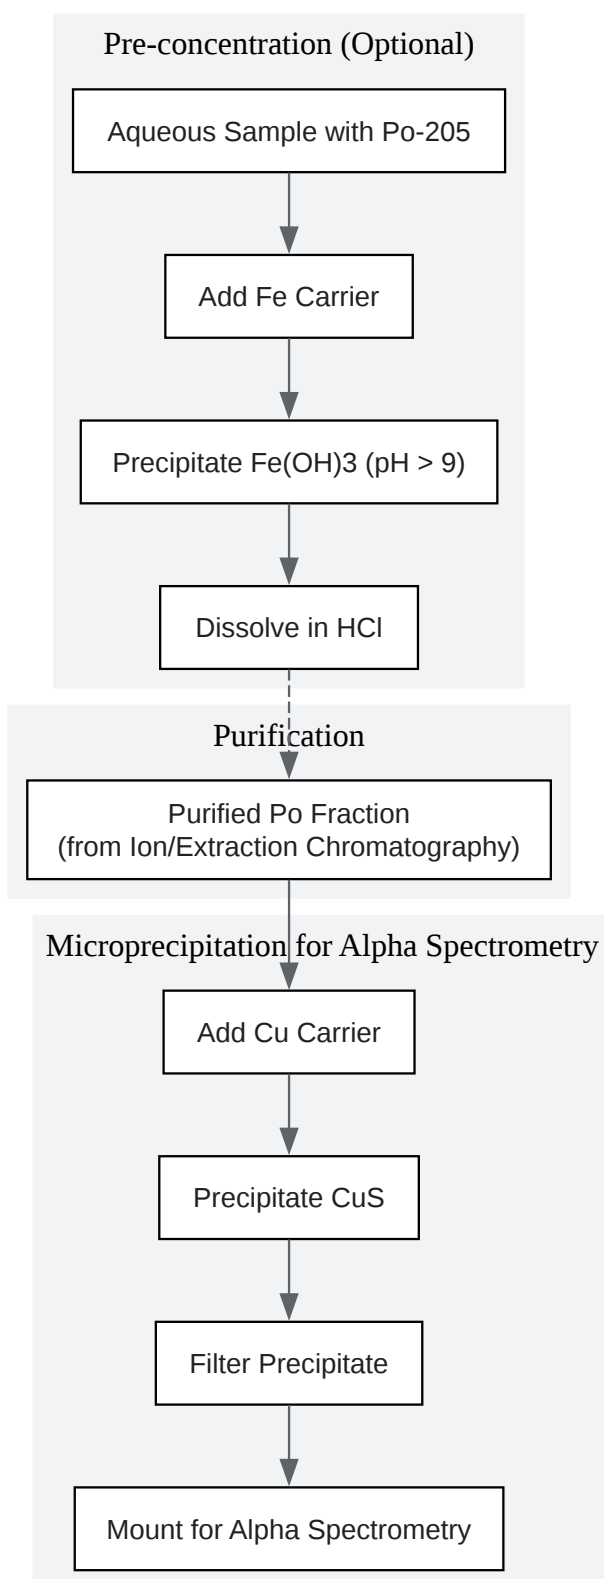 Pre-concentration (Optional)
Aqueous Sample with Po-205
Add Fe Carrier
Precipitate Fe(OH)3 (pH > 9)
Dissolve in HCl
Purification
Purified Po Fraction
(from Ion/Extraction Chromatography)
Microprecipitation for Alpha Spectrometry
Add Cu Carrier
Precipitate CuS
Filter Precipitate
Mount for Alpha Spectrometry